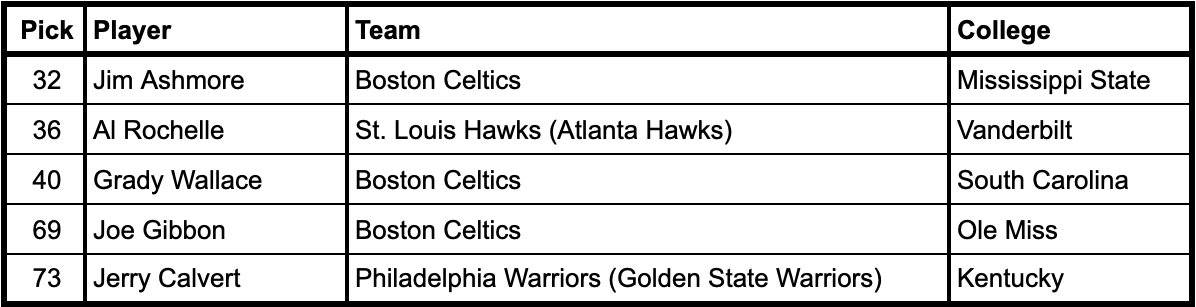 Pick Player Team College
32 Jim Ashmore Boston Celtics Mississippi State
36 Al Rochelle St. Louis Hawks (Atlanta Hawks) Vanderbilt
40 Grady Wallace Boston Celtics South Carolina
69 Joe Gibbon Boston Celtics Ole Miss
73 Jerry Calvert Philadelphia Warriors (Golden State Warriors) Kentucky